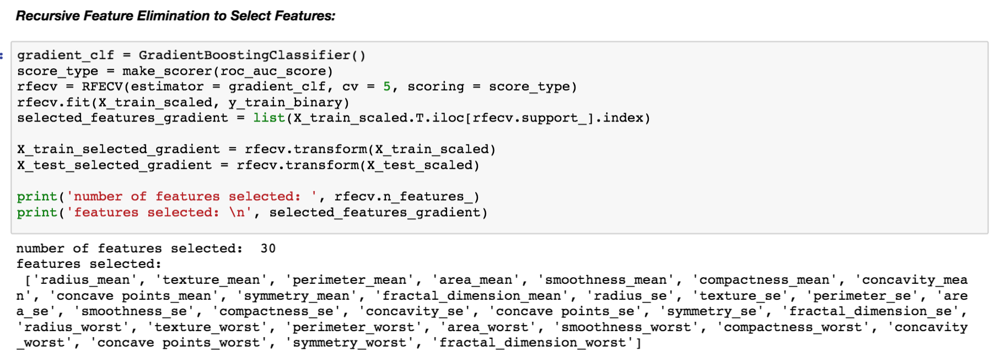 Recursive Feature Elimination to Select Features:
: gradient_clf = GradientBoostingClassifier()
score_type = make_scorer(roc_auc_score)
rfecv = RFECV(estimator = gradient_clf, cv = 5, scoring = score_type)
rfecv.fit(X_train_scaled, y_train_binary)
selected_features_gradient = list(X_train_scaled.T.iloc[rfecv.support_].index)
X_train_selected_gradient = rfecv.transform(X_train_scaled)
X_test_selected_gradient = rfecv.transform(X_test_scaled)
print('number of features selected: ', rfecv.n_features_)
print('features selected: \n', selected_features_gradient)
number of features selected:  30
features selected:
 ['radius_mean', 'texture_mean', 'perimeter_mean', 'area_mean', 'smoothness_mean', 'compactness_mean', 'concavity_mea
n', 'concave points_mean', 'symmetry_mean', 'fractal_dimension_mean', 'radius_se', 'texture_se', 'perimeter_se', 'are
a_se', 'smoothness_se', 'compactness_se', 'concavity_se', 'concave points_se', 'symmetry_se', 'fractal_dimension_se',
'radius_worst', 'texture_worst', 'perimeter_worst', 'area_worst', 'smoothness_worst', 'compactness_worst', 'concavity
_worst', 'concave points_worst', 'symmetry_worst', 'fractal_dimension_worst']